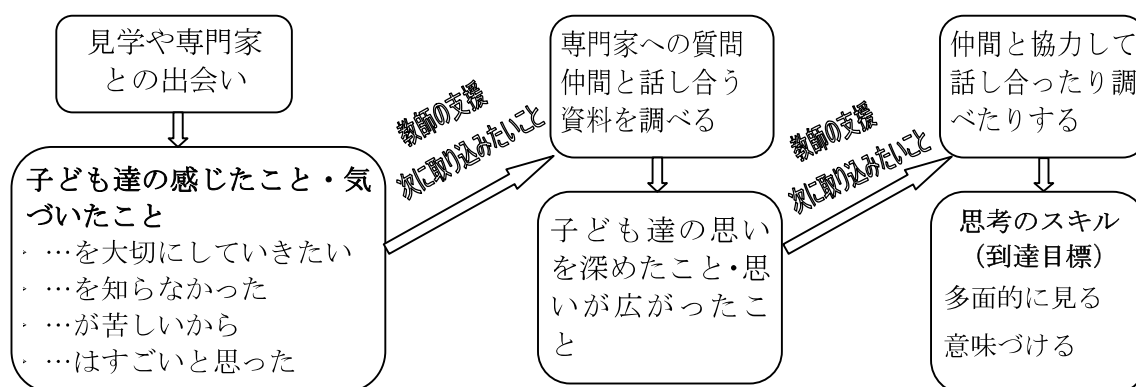 見学や専門家
との出会い
子ども達の感じたこと・気
づいたこと
…を大切にしていきたい
…を知らなかった
…が苦しいから
…はすごいと思った
教師の支援
次に取り込みたいこと
専門家への質問
仲間と話し合う
資料を調べる
子ども達の思い
を深めたこと・思
いが広がったこ
と
教師の支援
次に取り込みたいこと
仲間と協力して
話し合ったり調
べたりする
思考のスキル
（到達目標）
多面的に見る
意味づける